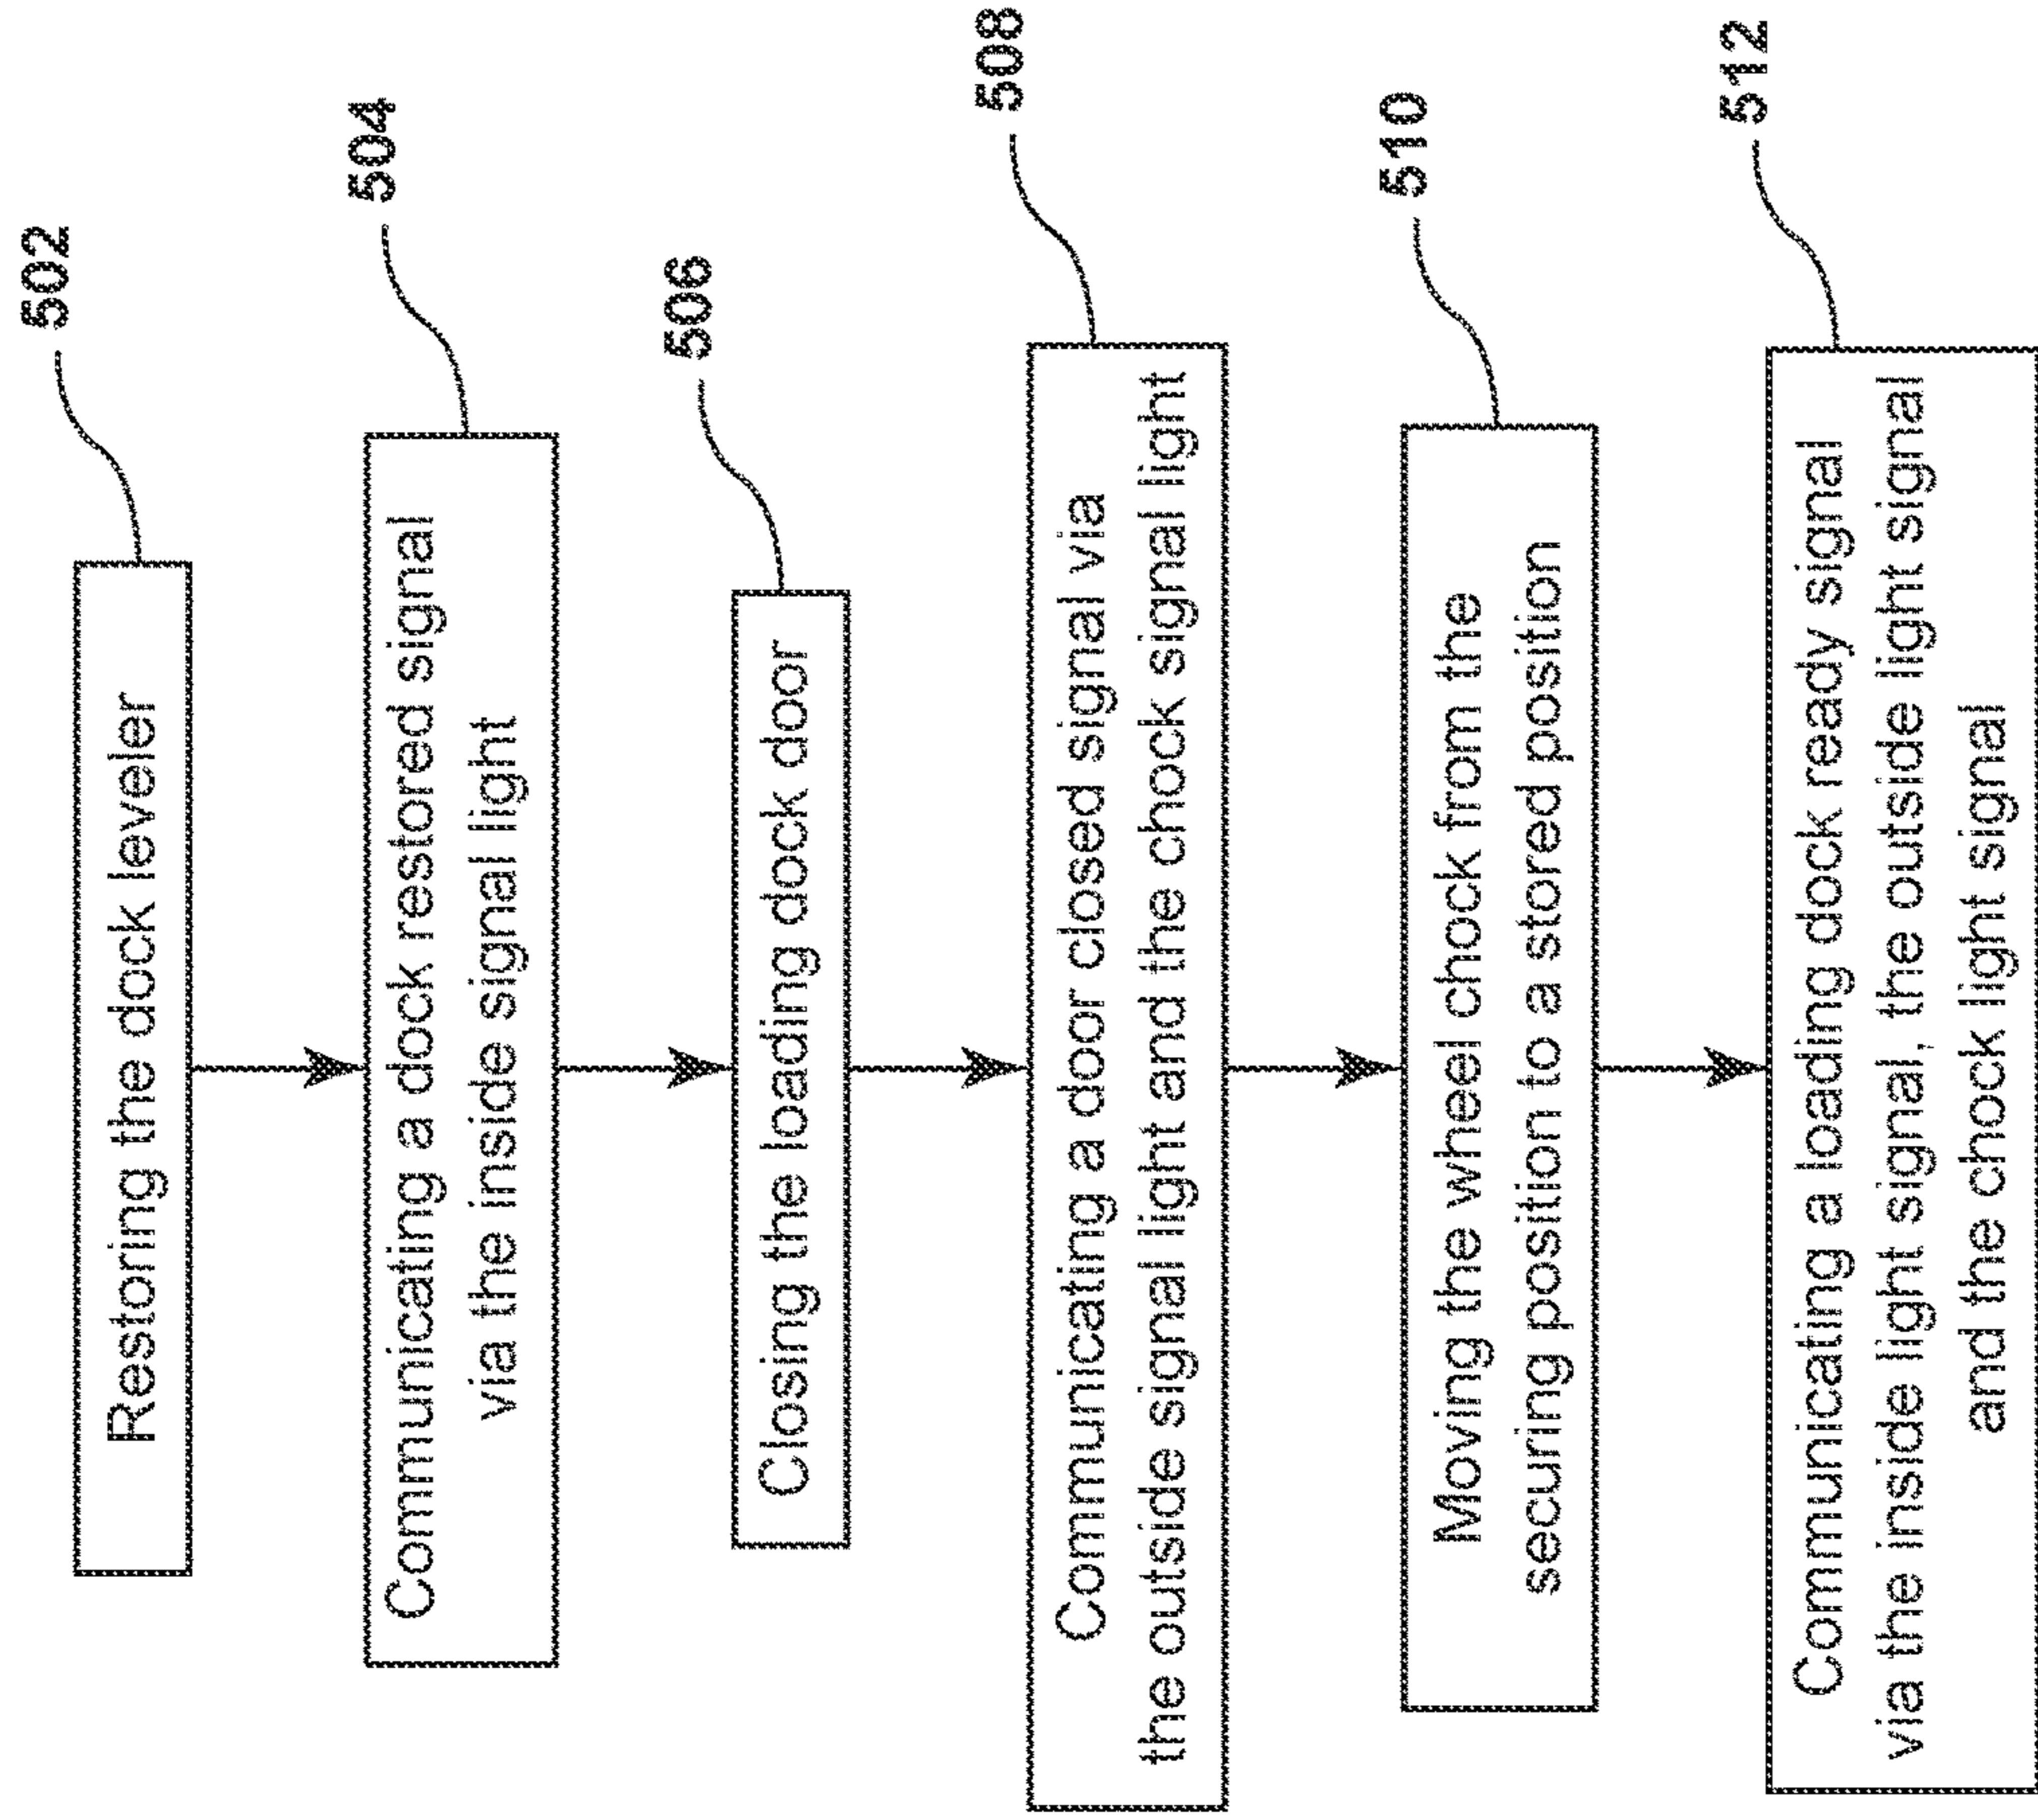 502
Restoring the dock leveler
504
Communicating a dock restored signal
via the inside signal light
506
Closing the loading dock door
508
Communicating a door closed signal via
the outside signal light and the chock signal light
510
Moving the wheel chock from the
securing position to a stored position
512
Communicating a loading dock ready signal
via the inside light signal, the outside light signal
and the chock light signal